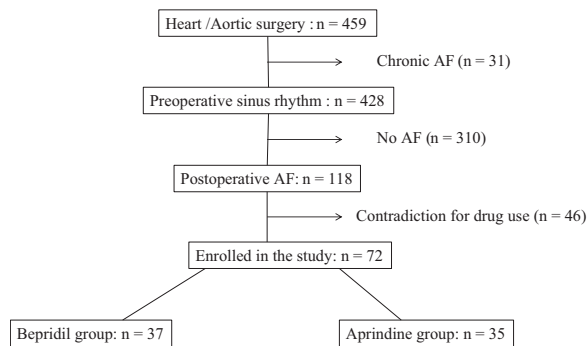 Heart /Aortic surgery : n = 459
Chronic AF (n = 31)
Preoperative sinus rhythm : n = 428
No AF (n = 310)
Postoperative AF: n = 118
Contradiction for drug use (n = 46)
Enrolled in the study: n = 72
Bepridil group: n = 37
Aprindine group: n = 35